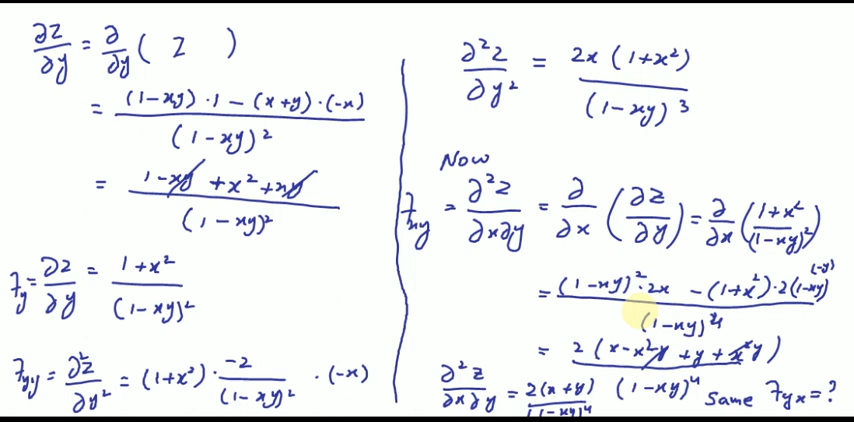 ∂z/∂y = ∂/∂y ( z )
= ((1-xy)·1 - (x+y)·(-x))/(1-xy)²
= (1-xy + x² + xy)/(1-xy)²
z_y = ∂z/∂y = (1+x²)/(1-xy)²
z_yy = ∂²z/∂y² = (1+x²)· -2/(1-xy)² ·(-x)
∂²z/∂y² = 2x(1+x²)/(1-xy)³
Now
z_xy = ∂²z/∂x∂y = ∂/∂x (∂z/∂y) = ∂/∂x ((1+x²)/(1-xy)²)
= ((1-xy)²·2x - (1+x²)·2(1-xy)(-y))/(1-xy)⁴
= 2(x-x²y + y + x²y)/(1-xy)⁴
∂²z/∂x∂y = 2(x+y)/(1-xy)⁴ Same z_yx = ?